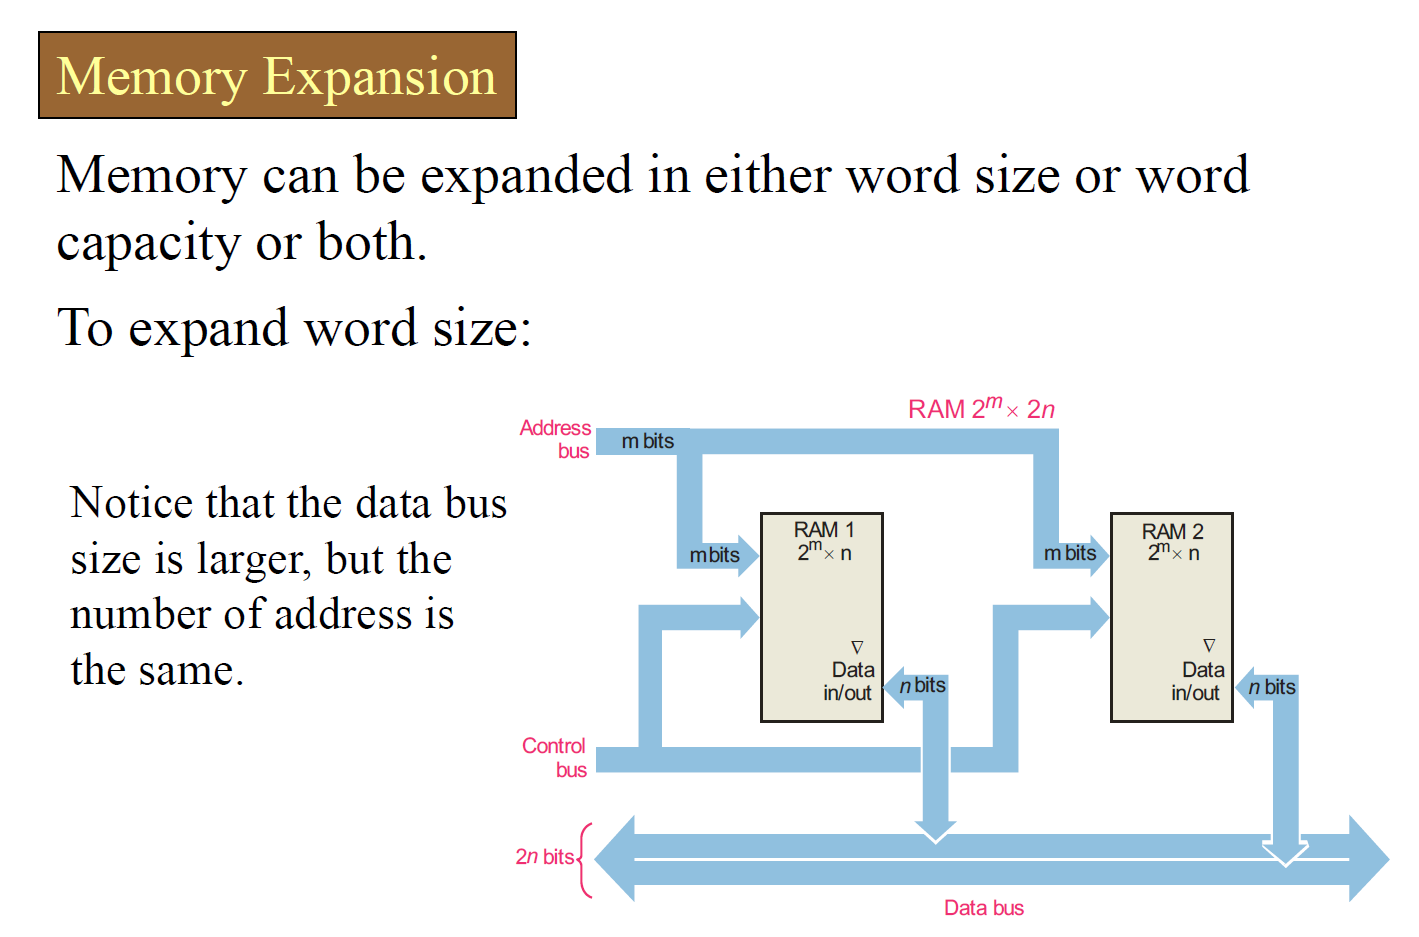 Memory Expansion
Memory can be expanded in either word size or word
capacity or both.
To expand word size:
Notice that the data bus
size is larger, but the
number of address is
the same.
RAM 2^m × 2n
Address
bus
m bits
m bits
RAM 1
2^m × n
∇
Data
in/out
n bits
m bits
RAM 2
2^m × n
∇
Data
in/out
n bits
Control
bus
2n bits
Data bus